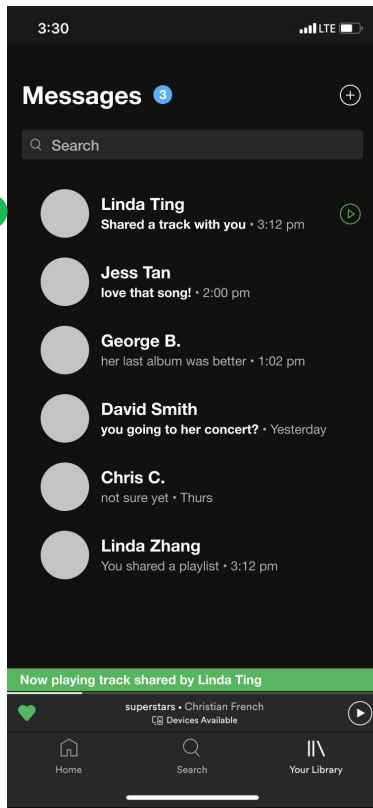 3:30
LTE
Messages 3
Search
Linda Ting
Shared a track with you • 3:12 pm
Jess Tan
love that song! • 2:00 pm
George B.
her last album was better • 1:02 pm
David Smith
you going to her concert? • Yesterday
Chris C.
not sure yet • Thurs
Linda Zhang
You shared a playlist • 3:12 pm
Now playing track shared by Linda Ting
superstars • Christian French
Devices Available
Home
Search
Your Library